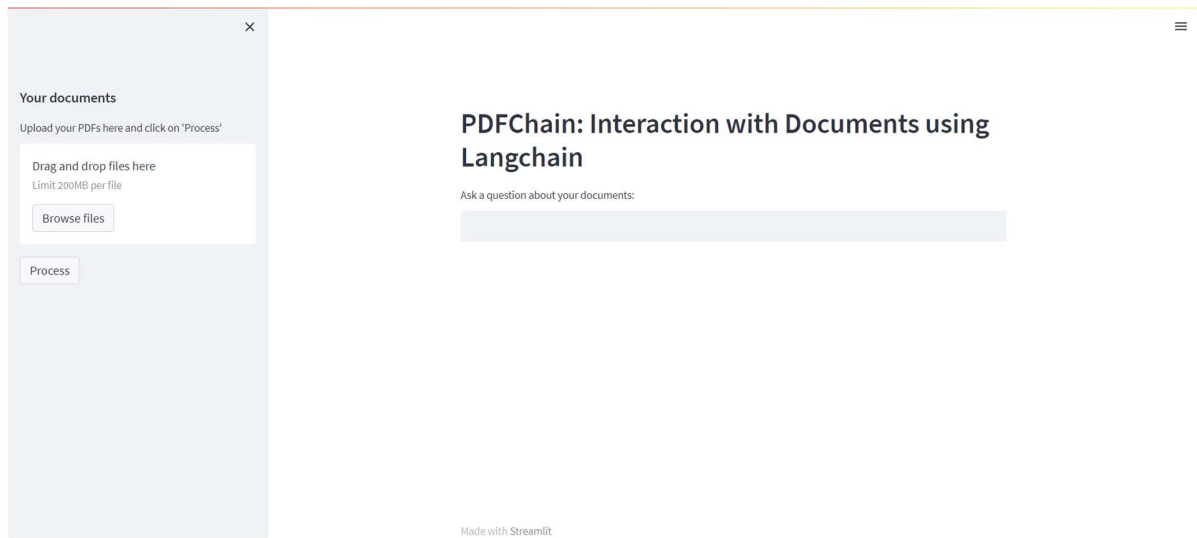 Your documents
Upload your PDFs here and click on 'Process'
Drag and drop files here
Limit 200MB per file
Browse files
Process
PDFChain: Interaction with Documents using
Langchain
Ask a question about your documents:
Made with Streamlit